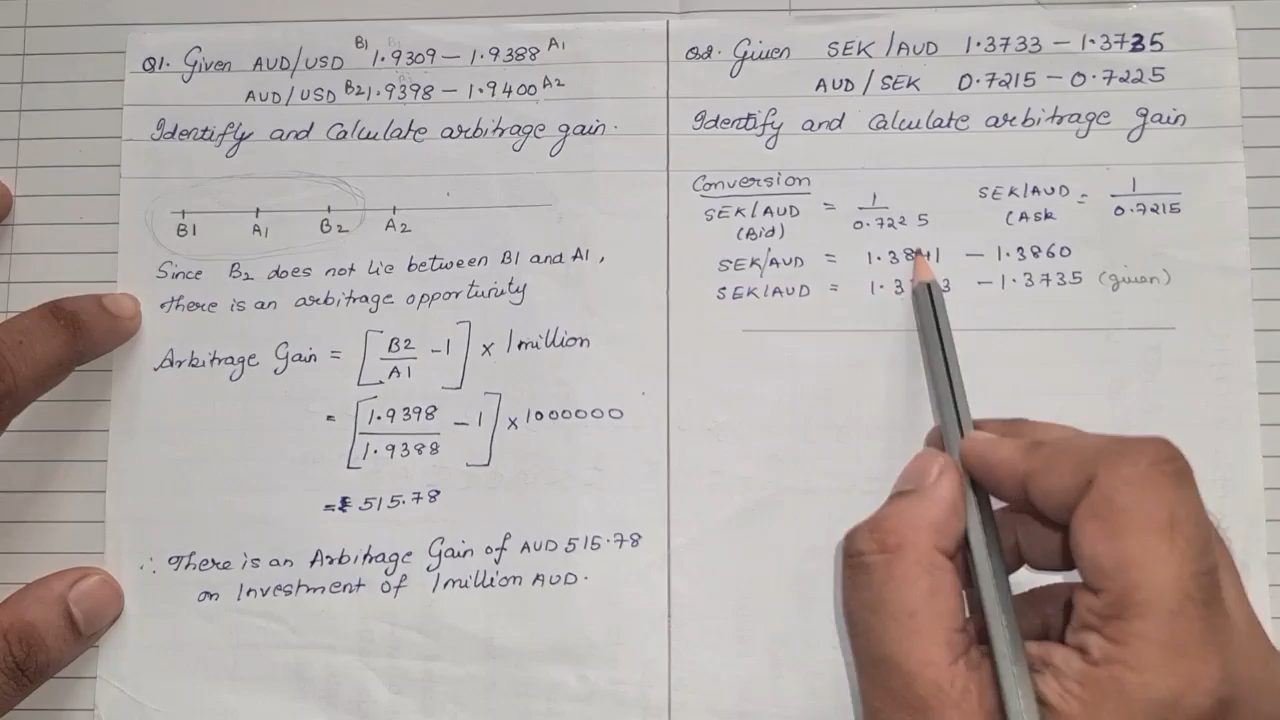 Q1. Given AUD/USD B1 1.9309 – 1.9388 A1
AUD/USD B2 1.9398 – 1.9400 A2
Identifly and Calculate arbitrage gain.
B1 A1 B2 A2
Since B2 does not lie between B1 and A1,
there is an arbitrage opportunity
Arbitrage Gain = [B2/A1 - 1] x 1million
= [1.9398/1.9388 - 1] x 1000000
= 515.78
∴ There is an Arbitrage Gain of AUD 515.78
on Investment of 1 million AUD.
Q2. Given SEK/AUD 1.3733 – 1.3735
AUD/SEK 0.7215 – 0.7225
Identify and Calculate arbitrage gain
Conversion
SEK/AUD (Bid) = 1/0.7225 SEK/AUD (Ask = 1/0.7215
SEK/AUD = 1.3841 – 1.3860
SEK/AUD = – 1.3735 (given)